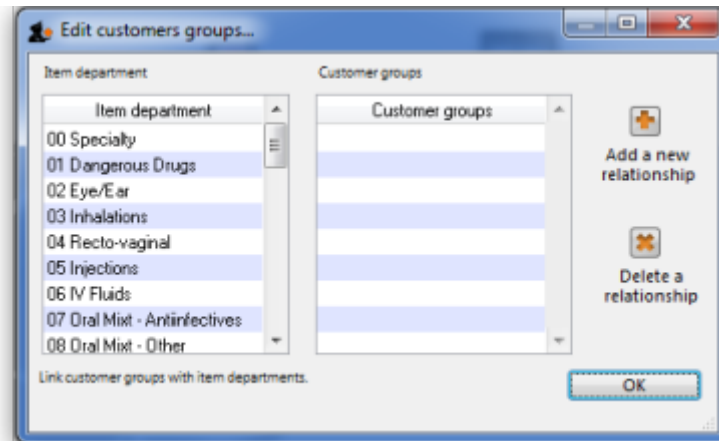 Edit customers groups...
Item department
Customer groups
Item department
Customer groups
00 Specialty
01 Dangerous Drugs
02 Eye/Ear
03 Inhalations
04 Recto-vaginal
05 Injections
06 IV Fluids
07 Oral Mixt - Antiinfectives
08 Oral Mixt - Other
Add a new
relationship
Delete a
relationship
Link customer groups with item departments.
OK